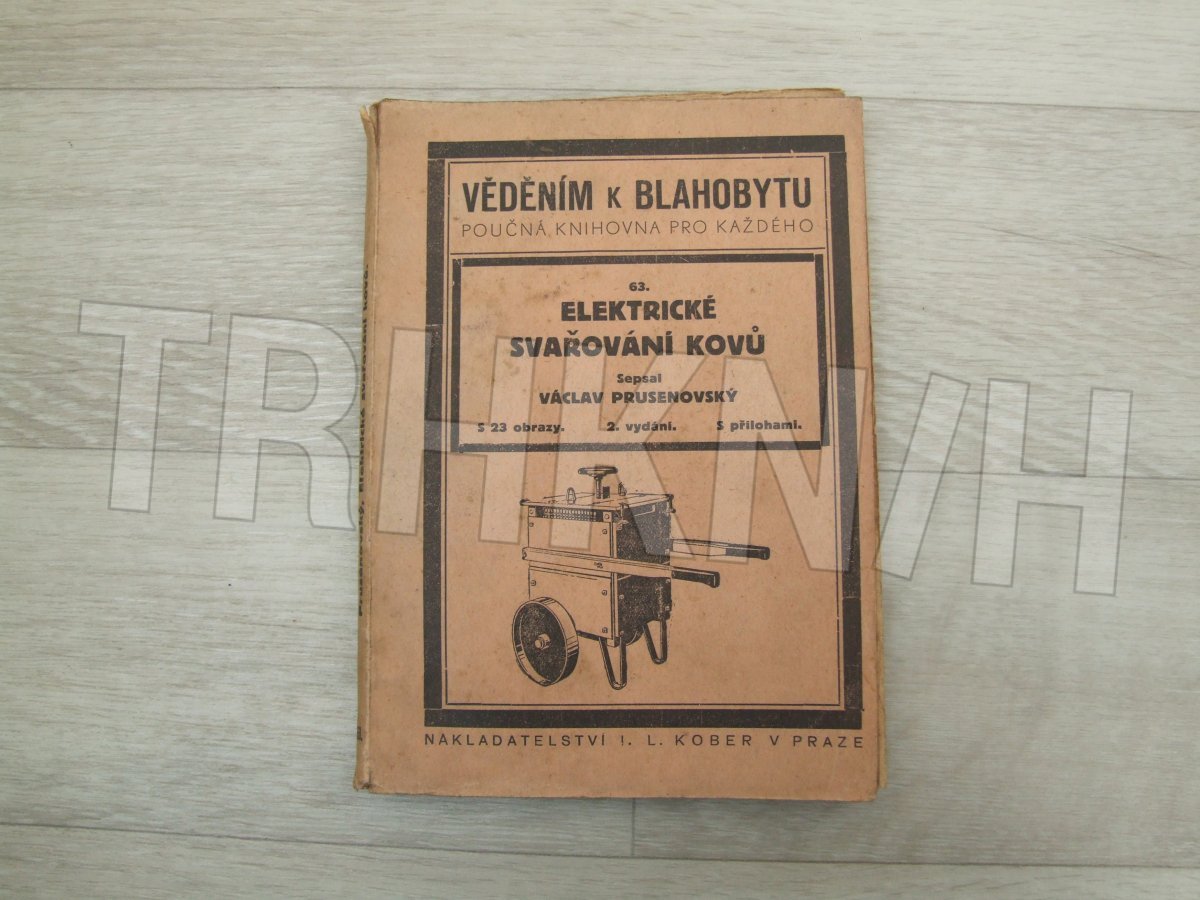 VĚDĚNÍM K BLAHOBYTU
POUČNÁ KNIHOVNA PRO KAŽDÉHO
63.
ELEKTRICKÉ
SVAŘOVÁNÍ KOVŮ
Sepsal
VÁCLAV PRUSENOVSKÝ
S 23 obrazy. 2. vydání. S přílohami.
NAKLADATELSTVÍ I. L. KOBER V PRAZE
TRHKNVH